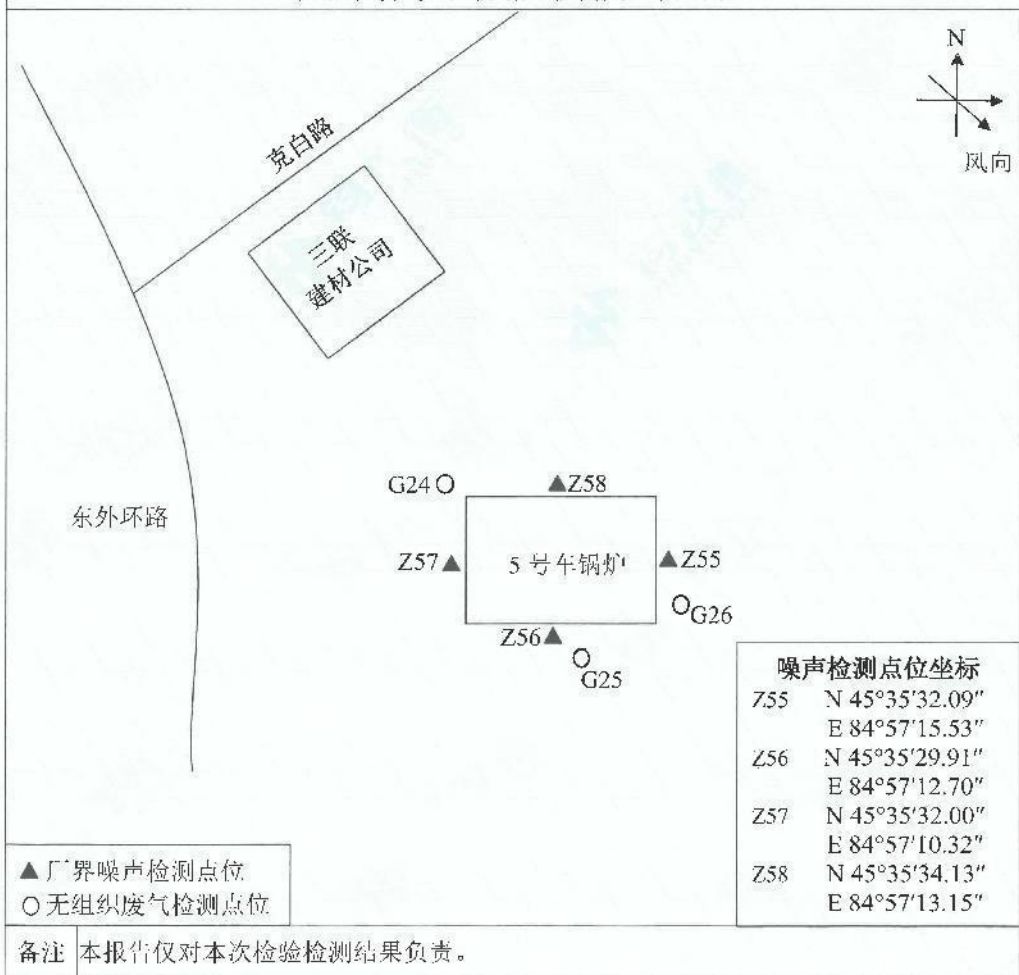 N
风向
克白路
三联
建材公司
东外环路
G24
Z58
Z57
5号车锅炉
Z55
G26
Z56
G25
噪声检测点位坐标
Z55 N 45°35'32.09"
E 84°57'15.53"
Z56 N 45°35'29.91"
E 84°57'12.70"
Z57 N 45°35'32.00"
E 84°57'10.32"
Z58 N 45°35'34.13"
E 84°57'13.15"
▲ 厂界噪声检测点位
○ 无组织废气检测点位
备注 本报告仅对本次检验检测结果负责。